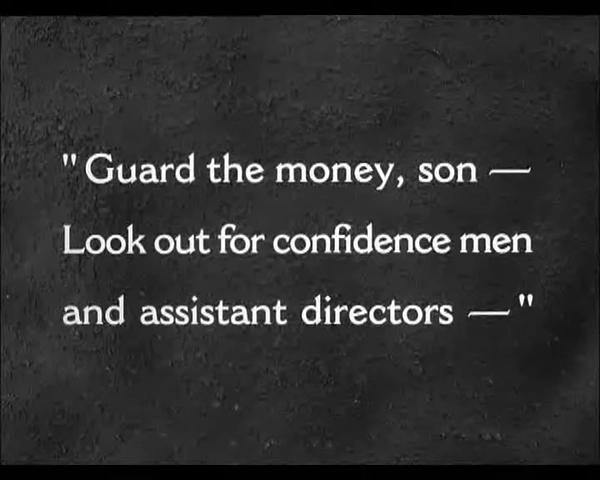 " Guard the money, son —
Look out for confidence men
and assistant directors — "